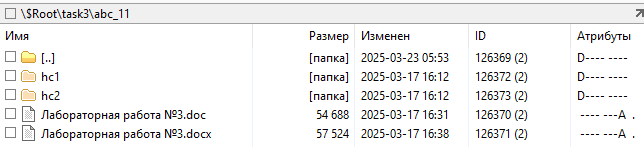 \$Root\task3\abc_11
Имя Размер Изменен ID Атрибуты
[..] [папка] 2025-03-23 05:53 126369 (2) D---- ----
hc1 [папка] 2025-03-17 16:12 126372 (2) D---- ----
hc2 [папка] 2025-03-17 16:12 126373 (2) D---- ----
Лабораторная работа №3.doc 54 688 2025-03-17 16:31 126370 (2) ---- ---A .
Лабораторная работа №3.docx 57 524 2025-03-17 16:38 126371 (2) ---- ---A .